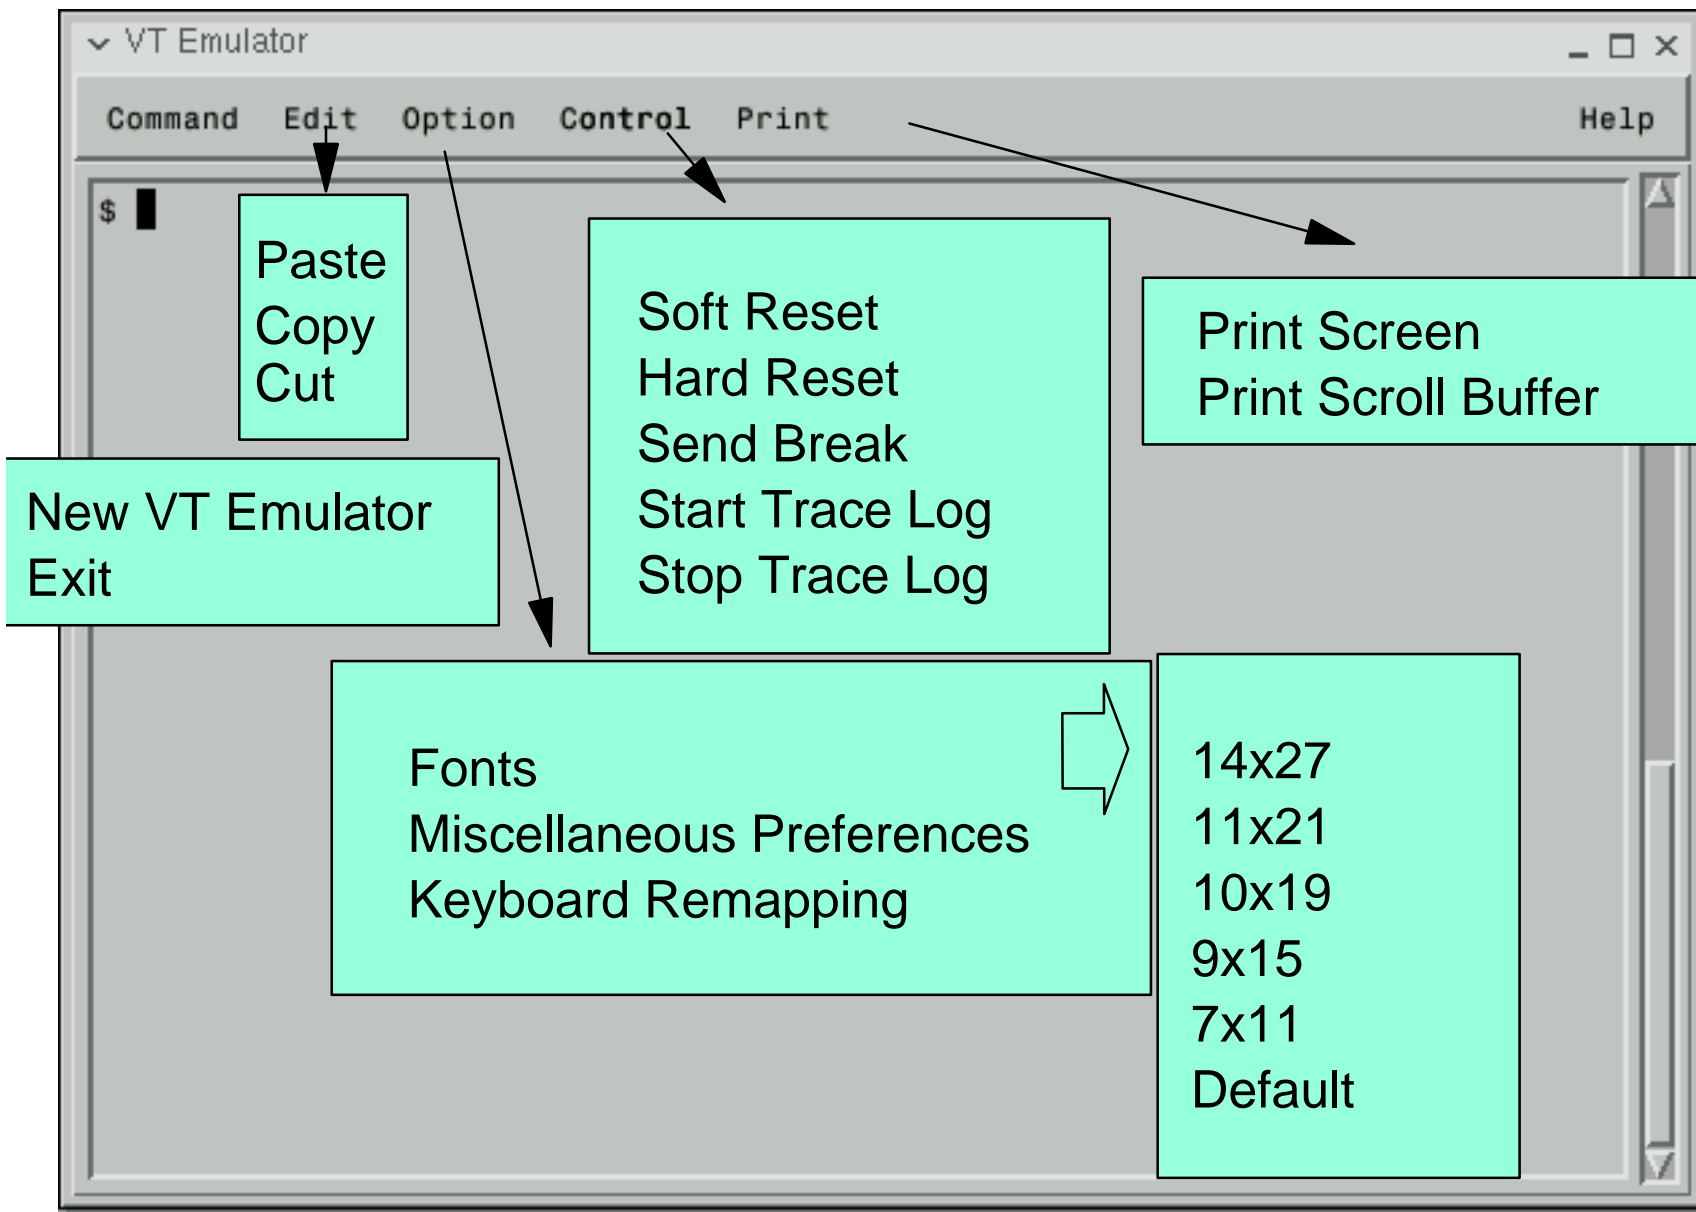 VT Emulator
Command Edit Option Control Print Help
$
Paste
Copy
Cut
New VT Emulator
Exit
Soft Reset
Hard Reset
Send Break
Start Trace Log
Stop Trace Log
Print Screen
Print Scroll Buffer
Fonts
Miscellaneous Preferences
Keyboard Remapping
14x27
11x21
10x19
9x15
7x11
Default